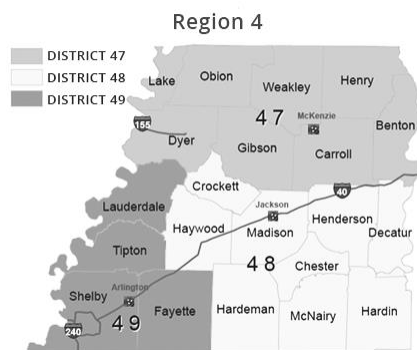 Region 4
DISTRICT 47
DISTRICT 48
DISTRICT 49
Lake
Obion
Weakley
Henry
47
McKenzie
155
Dyer
Gibson
Carroll
Benton
Crockett
40
Lauderdale
Jackson
Haywood
Madison
Henderson
Decatur
Tipton
48
Chester
Shelby
Arlington
49
Fayette
Hardeman
McNairy
Hardin
240